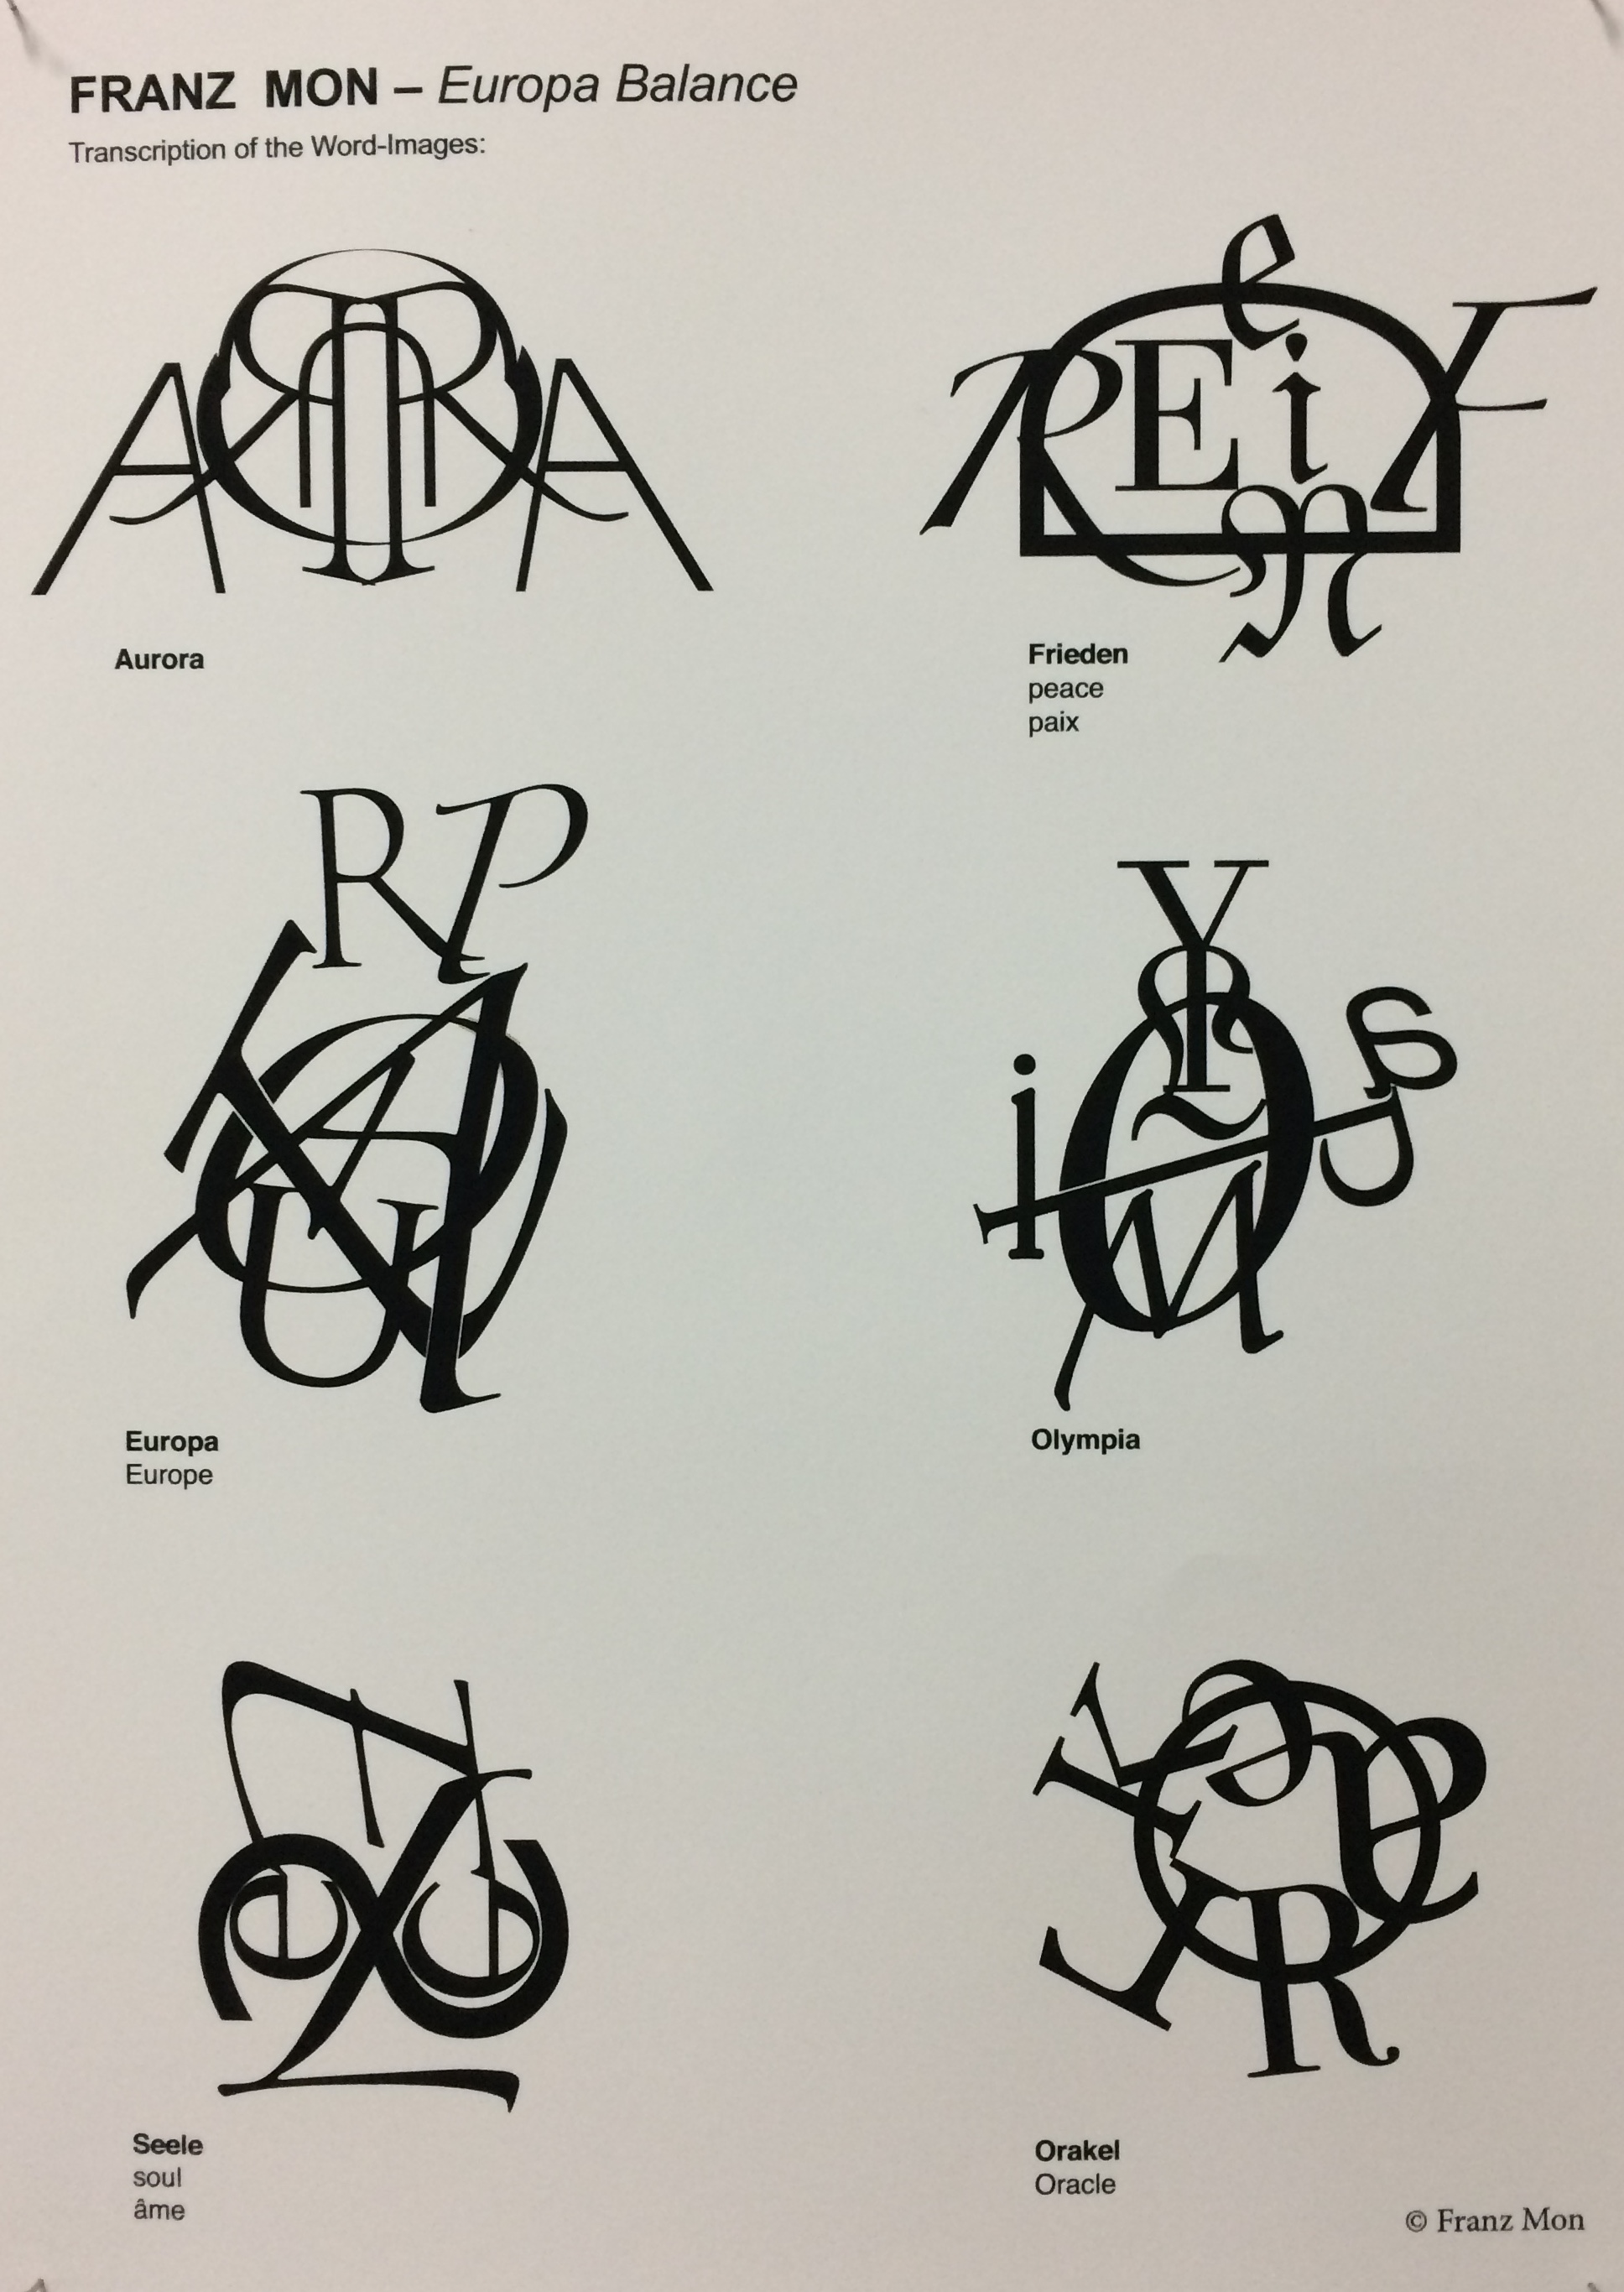 FRANZ MON – Europa Balance
Transcription of the Word-Images:
Aurora
Frieden
peace
paix
Europa
Europe
Olympia
Seele
soul
âme
Orakel
Oracle
© Franz Mon